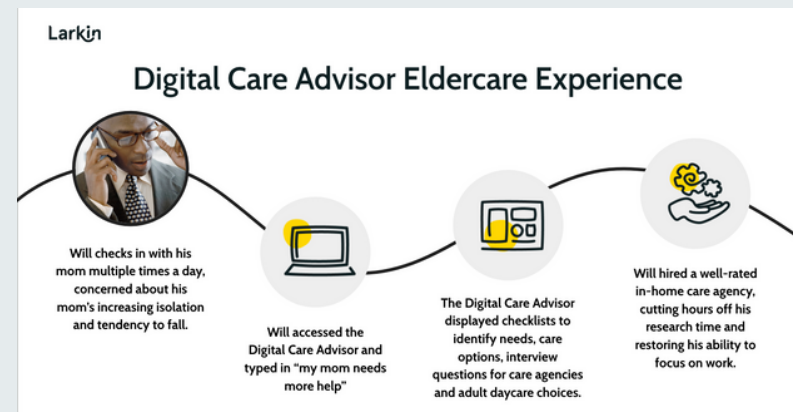 Larkin
Digital Care Advisor Eldercare Experience
Will checks in with his
mom multiple times a day,
concerned about his
mom's increasing isolation
and tendency to fall.
Will accessed the
Digital Care Advisor and
typed in “my mom needs
more help”
The Digital Care Advisor
displayed checklists to
identify needs, care
options, interview
questions for care agencies
and adult daycare choices.
Will hired a well-rated
in-home care agency,
cutting hours off his
research time and
restoring his ability to
focus on work.